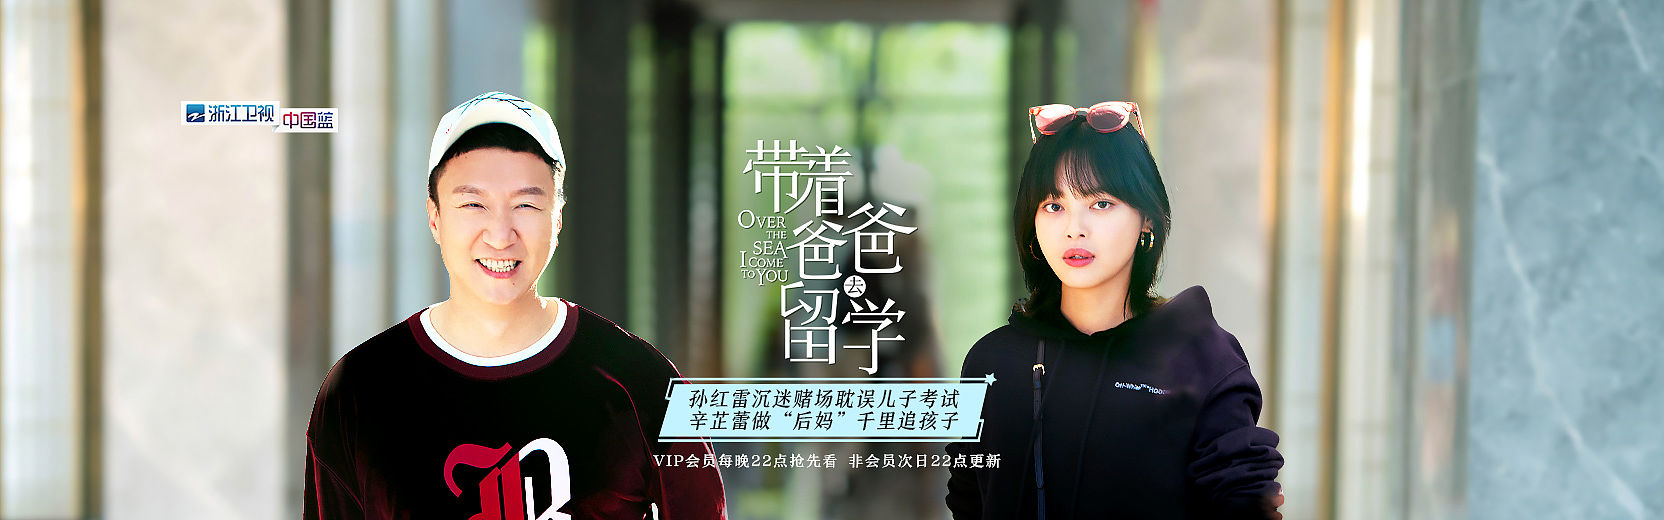 浙江卫视
中国蓝
带着
爸爸
去
留学
OVER
THE
SEA
I COME
TO YOU
孙红雷沉迷赌场耽误儿子考试
辛芷蕾做“后妈”千里追孩子
VIP会员每晚22点抢先看 非会员次日22点更新